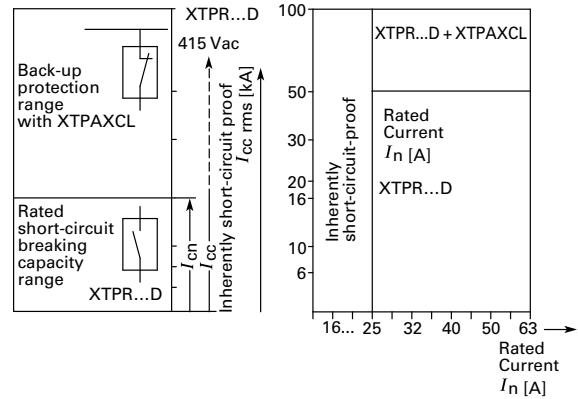 XTPR...D
415 Vac
Back-up
protection
range
with XTPAXCL
Rated
short-circuit
breaking
capacity
range
XTPR...D
Icn
Icc
Inherently short-circuit proof
Icc rms [kA]
100
50
30
20
16
10
6
Inherently
short-circuit-proof
XTPR...D + XTPAXCL
Rated
Current
In [A]
XTPR...D
16... 25 32 40 50 63
Rated
Current
In [A]